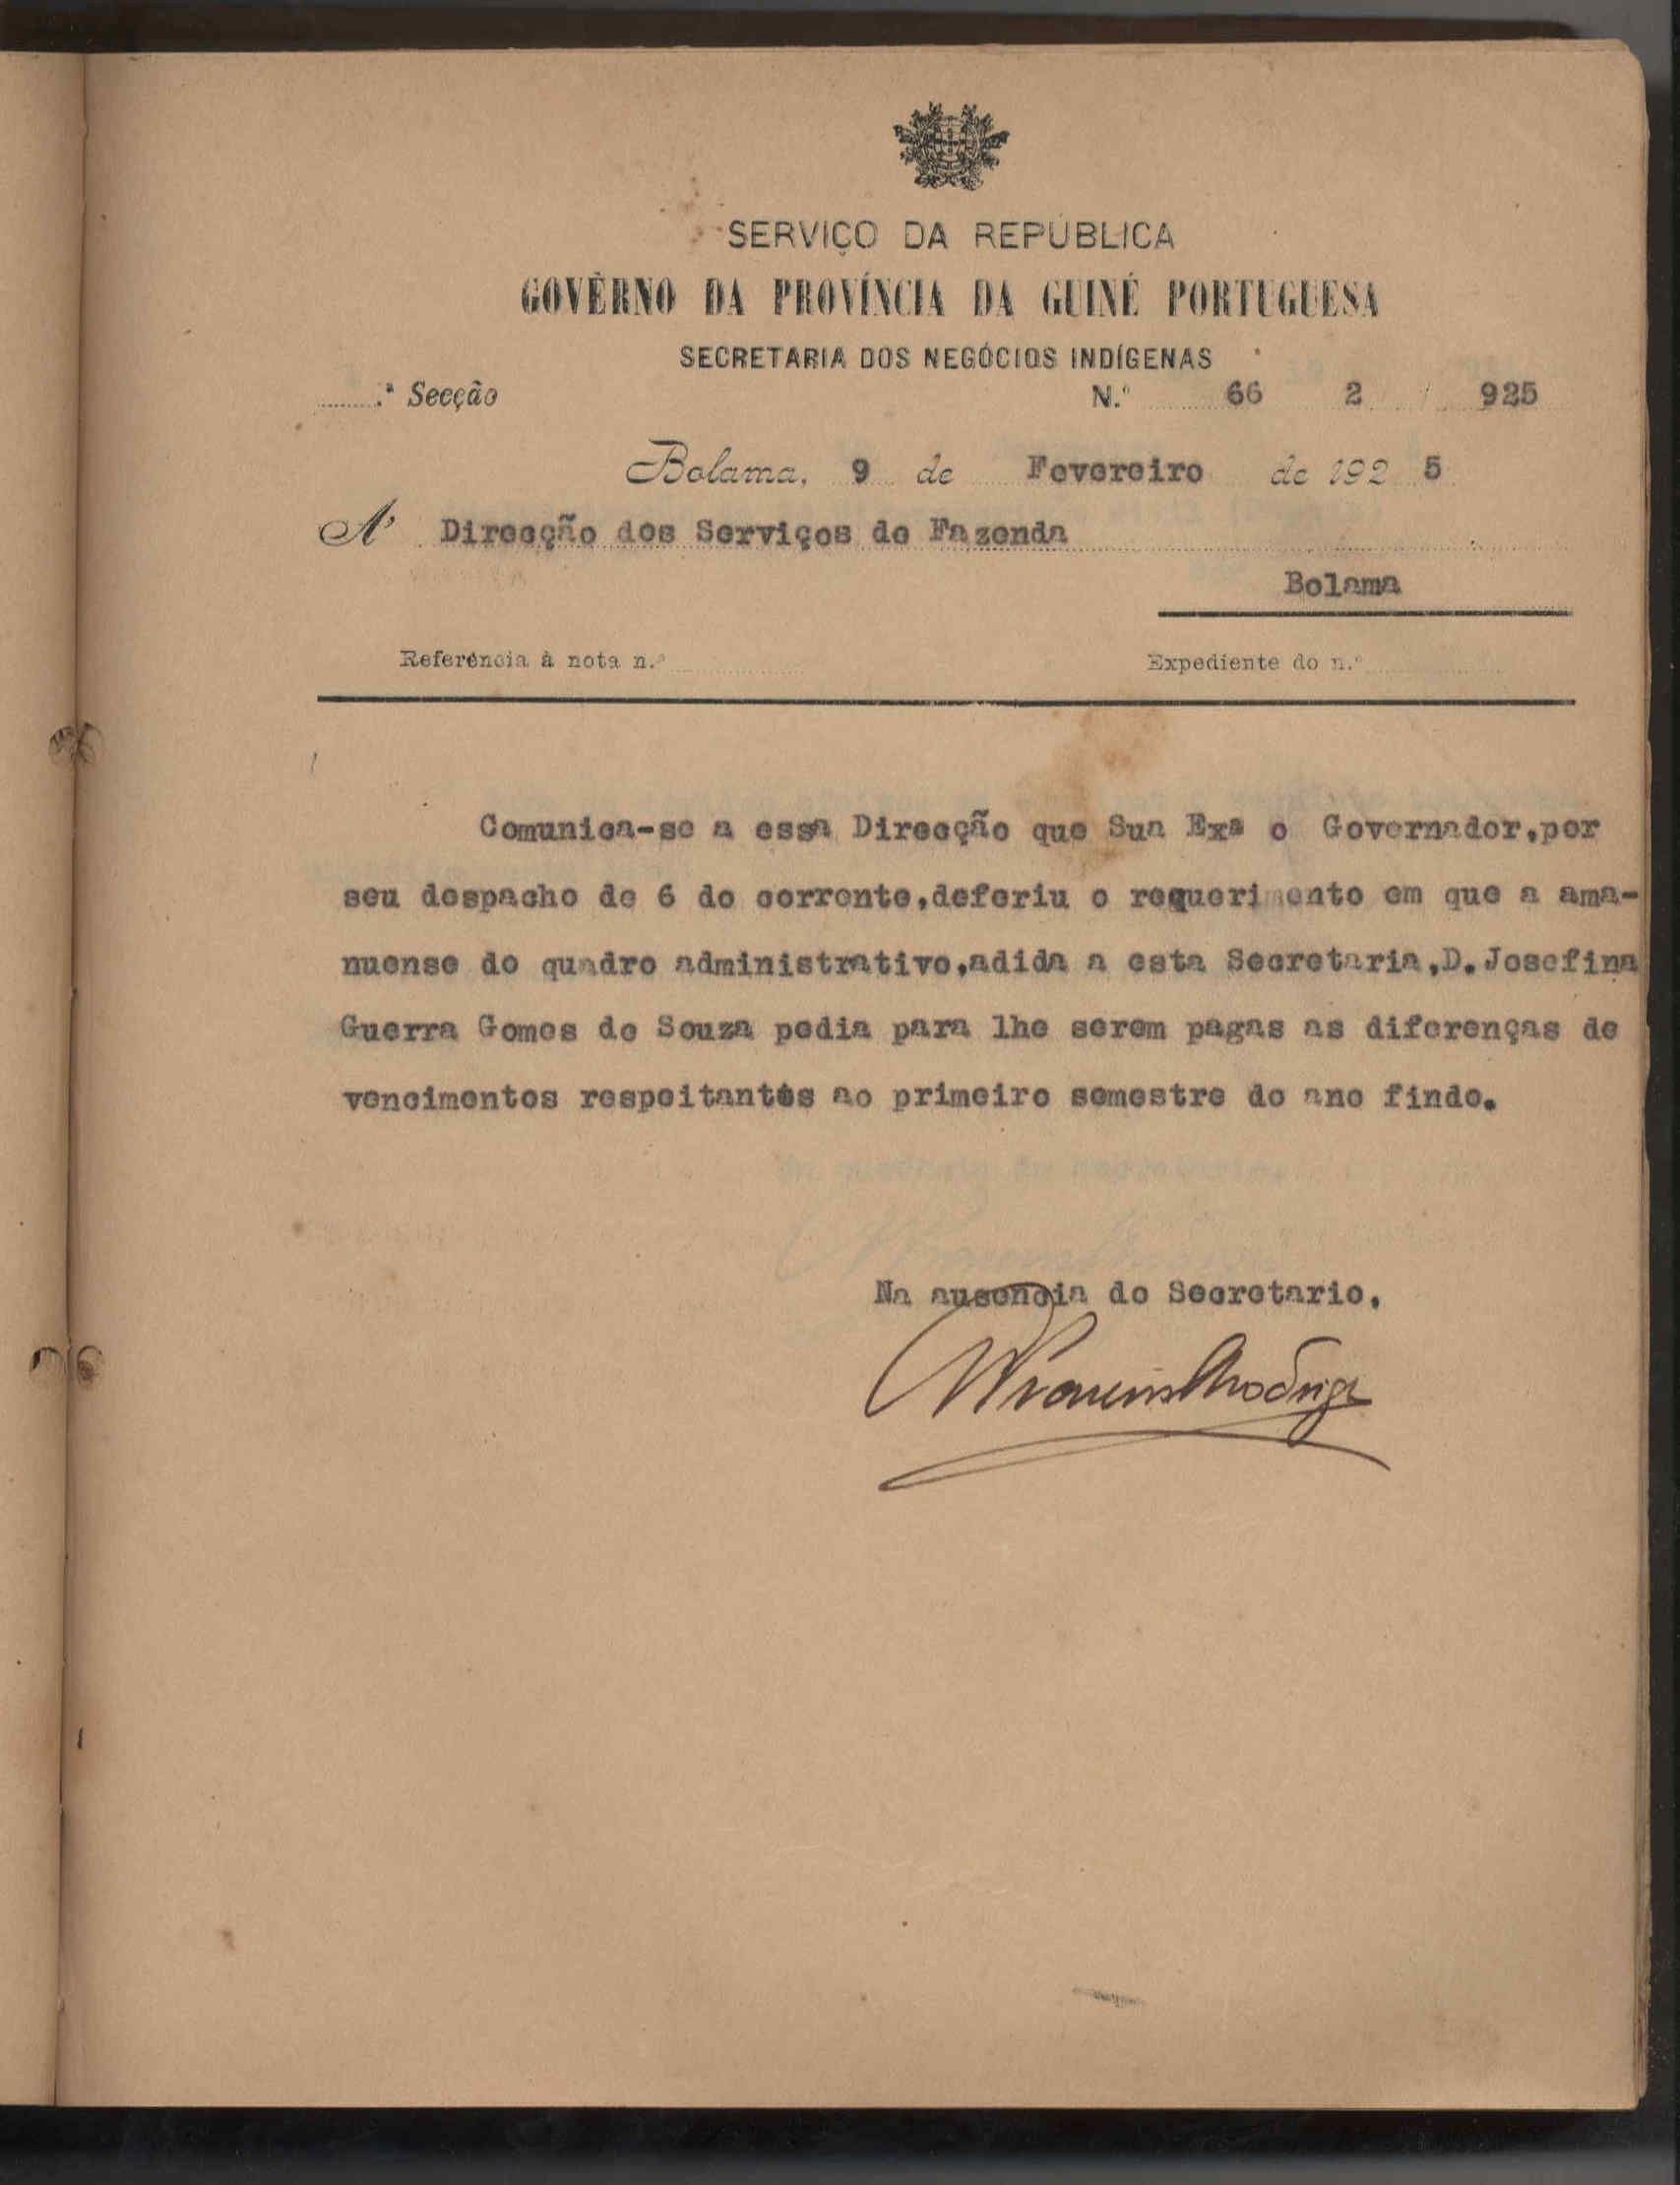 SERVIÇO DA REPÚBLICA
GOVÊRNO DA PROVÍNCIA DA GUINÉ PORTUGUESA
SECRETARIA DOS NEGÓCIOS INDÍGENAS
.ª Secção N.º 66 2 925
Bolama, 9 de Fevereiro de 192 5
A' Direcção dos Serviços de Fazenda
Bolama
Referência à nota n.º Expediente do n.º
Comunica-se a essa Direcção que Sua Exª o Governador,por
seu despacho de 6 do corrente,deferiu o requerimento em que a ama-
nuense do quadro administrativo,adida a esta Secretaria,D.Josefina
Guerra Gomes de Souza pedia para lhe serem pagas as diferenças de
vencimentos respeitantes ao primeiro semestre do ano findo.
Na ausencia do Secretario,